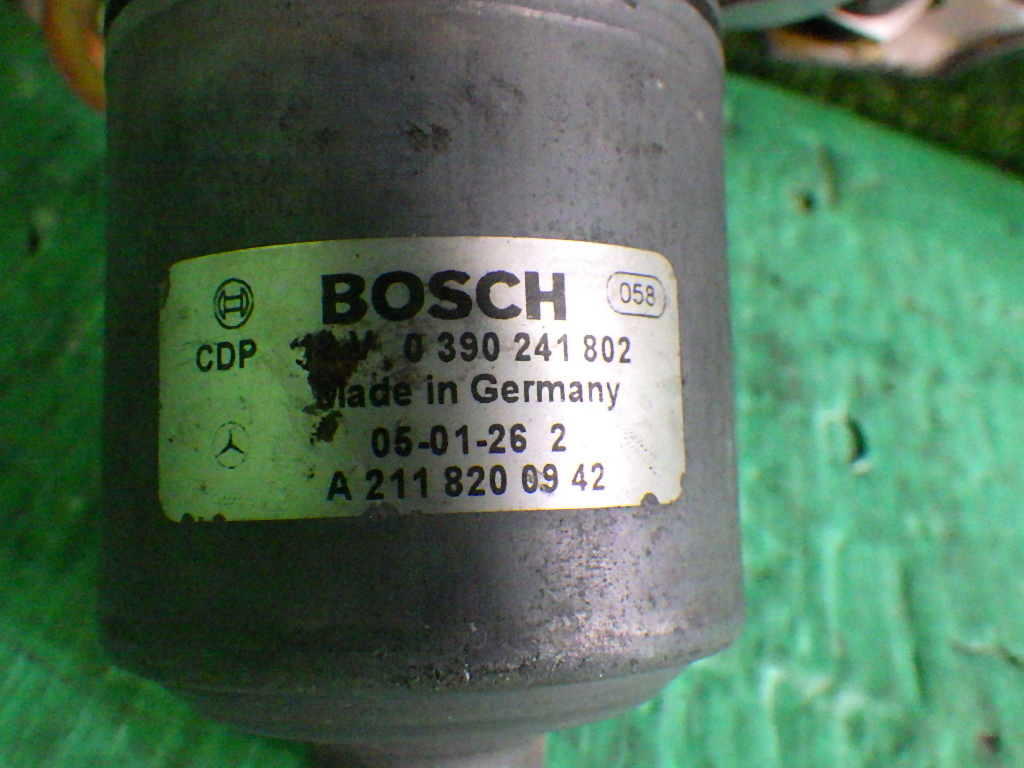 BOSCH 058
CDP V 0 390 241 802
Made in Germany
05-01-26 2
A 211 820 09 42